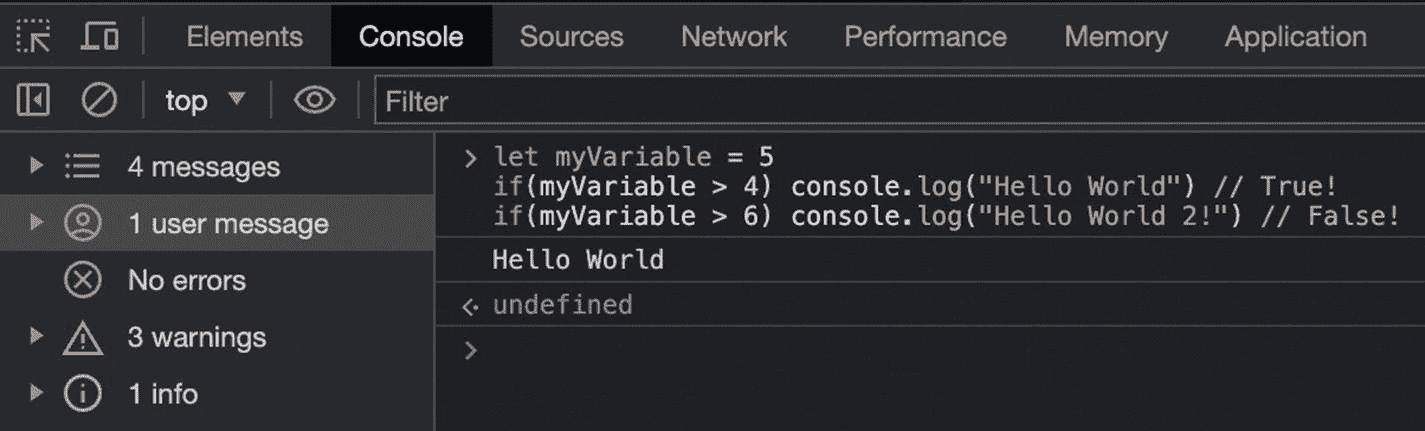 Elements Console Sources Network Performance Memory Application
top Filter
4 messages
1 user message
No errors
3 warnings
1 info
let myVariable = 5
if(myVariable > 4) console.log("Hello World") // True!
if(myVariable > 6) console.log("Hello World 2!") // False!
Hello World
undefined